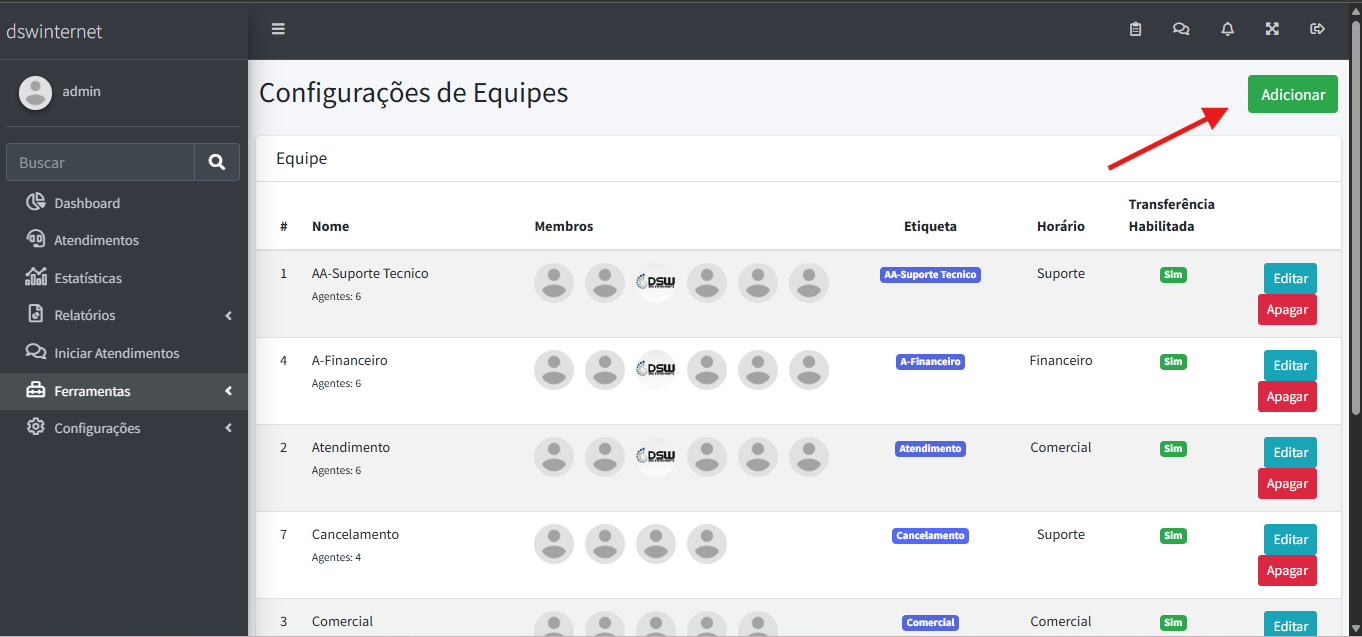 dswinternet
admin
Buscar
Dashboard
Atendimentos
Estatísticas
Relatórios
Iniciar Atendimentos
Ferramentas
Configurações
Configurações de Equipes
Adicionar
Equipe
# Nome Membros Etiqueta Horário Transferência Habilitada
1 AA-Suporte Tecnico DSW AA-Suporte Tecnico Suporte Sim Editar
Agentes: 6 Apagar
4 A-Financeiro DSW A-Financeiro Financeiro Sim Editar
Agentes: 6 Apagar
2 Atendimento DSW Atendimento Comercial Sim Editar
Agentes: 6 Apagar
7 Cancelamento Cancelamento Suporte Sim Editar
Agentes: 4 Apagar
3 Comercial Comercial Comercial Sim Editar